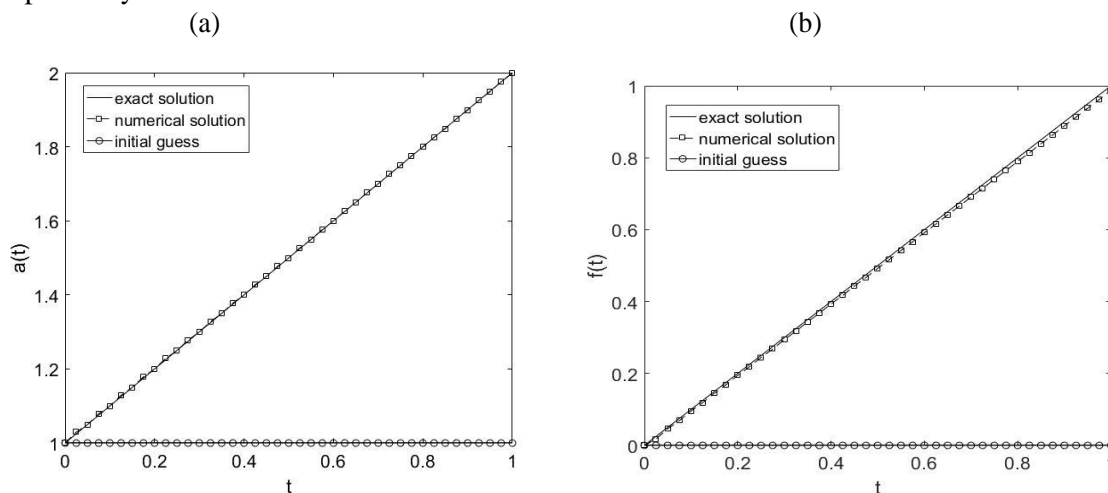 (a)
(b)
2
1.8
1.6
1.4
1.2
1
0
0.2
0.4
0.6
0.8
1
a(t)
t
exact solution
numerical solution
initial guess
1
0.8
0.6
0.4
0.2
0
0
0.2
0.4
0.6
0.8
f(t)
t
exact solution
numerical solution
initial guess